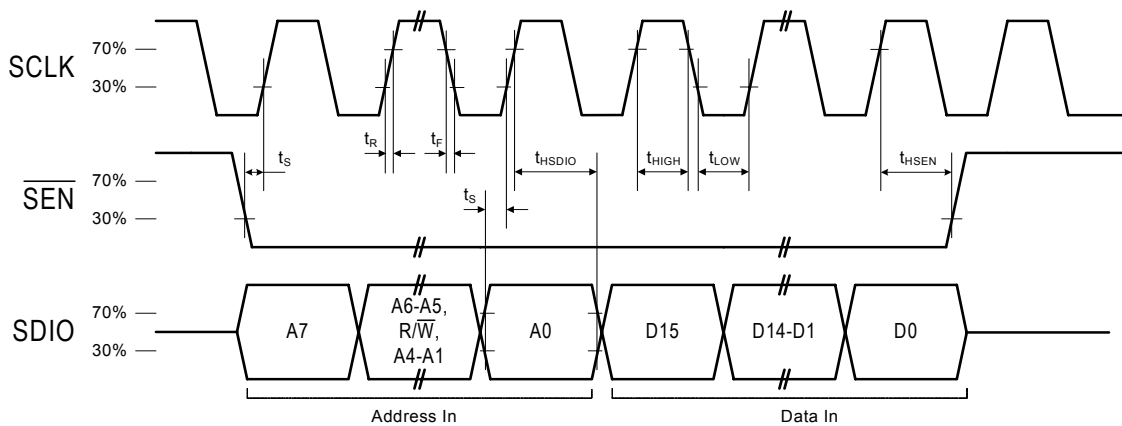 SCLK
70%
30%
tR
tF
tS
tHSDIO
tHIGH
tLOW
tHSEN
SEN
70%
30%
tS
SDIO
70%
30%
A7
A6-A5,
R/W,
A4-A1
A0
D15
D14-D1
D0
Address In
Data In